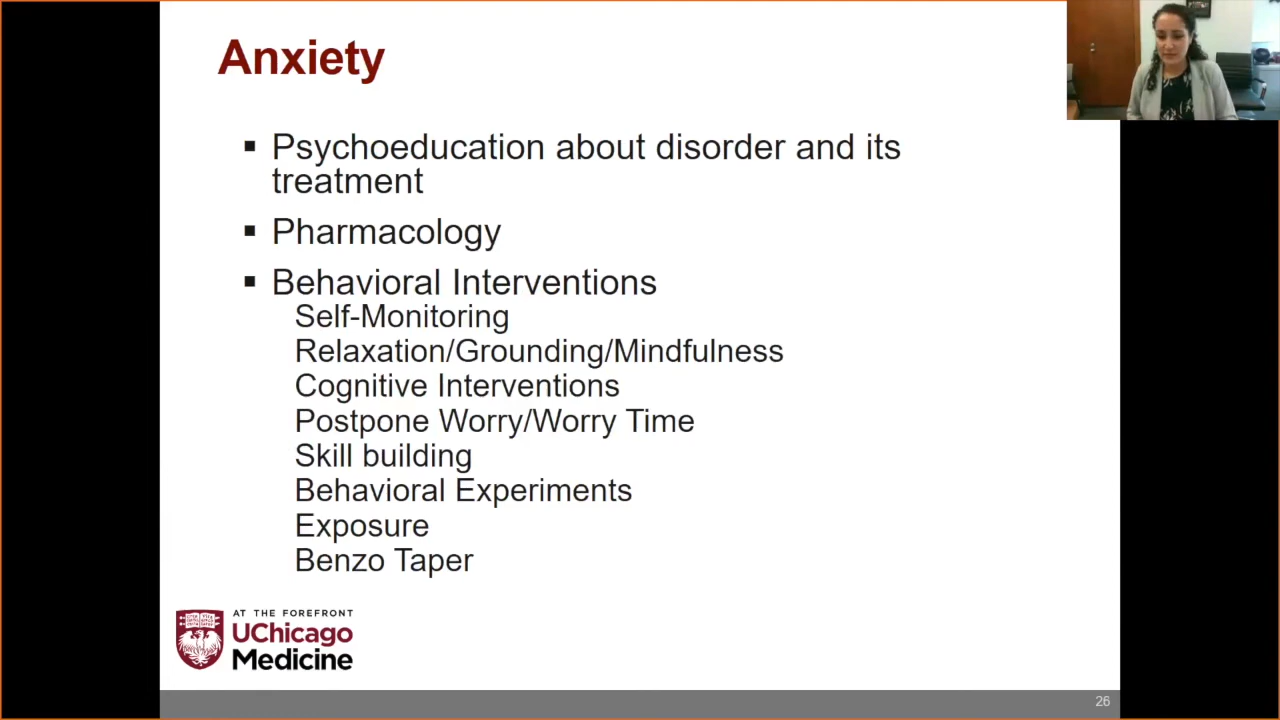 Anxiety
▪ Psychoeducation about disorder and its
treatment
▪ Pharmacology
▪ Behavioral Interventions
Self-Monitoring
Relaxation/Grounding/Mindfulness
Cognitive Interventions
Postpone Worry/Worry Time
Skill building
Behavioral Experiments
Exposure
Benzo Taper
AT THE FOREFRONT
UChicago
Medicine
26